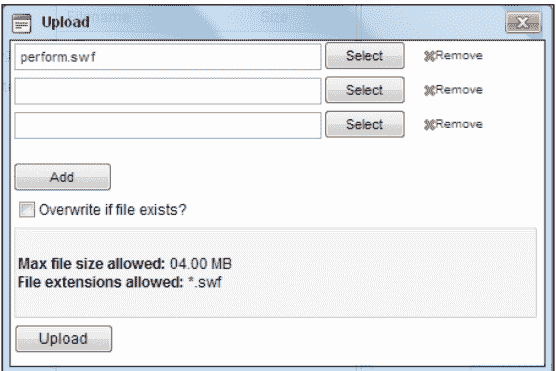 Upload
perform.swf Select Remove
Select Remove
Select Remove
Add
Overwrite if file exists?
Max file size allowed: 04.00 MB
File extensions allowed: *.swf
Upload